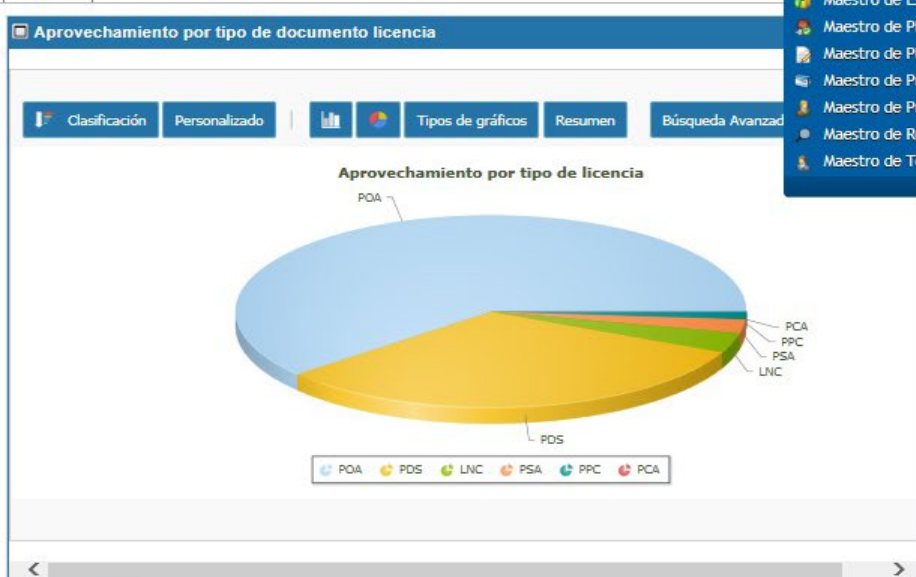 Aprovechamiento por tipo de documento licencia
Maestro de
Maestro de
Maestro de
Maestro de
Maestro de
Maestro de
Maestro de
Clasificación Personalizado Tipos de gráficos Resumen Búsqueda
Aprovechamiento por tipo de licencia
POA
PCA
PPC
PSA
LNC
PDS
POA PDS LNC PSA PPC PCA